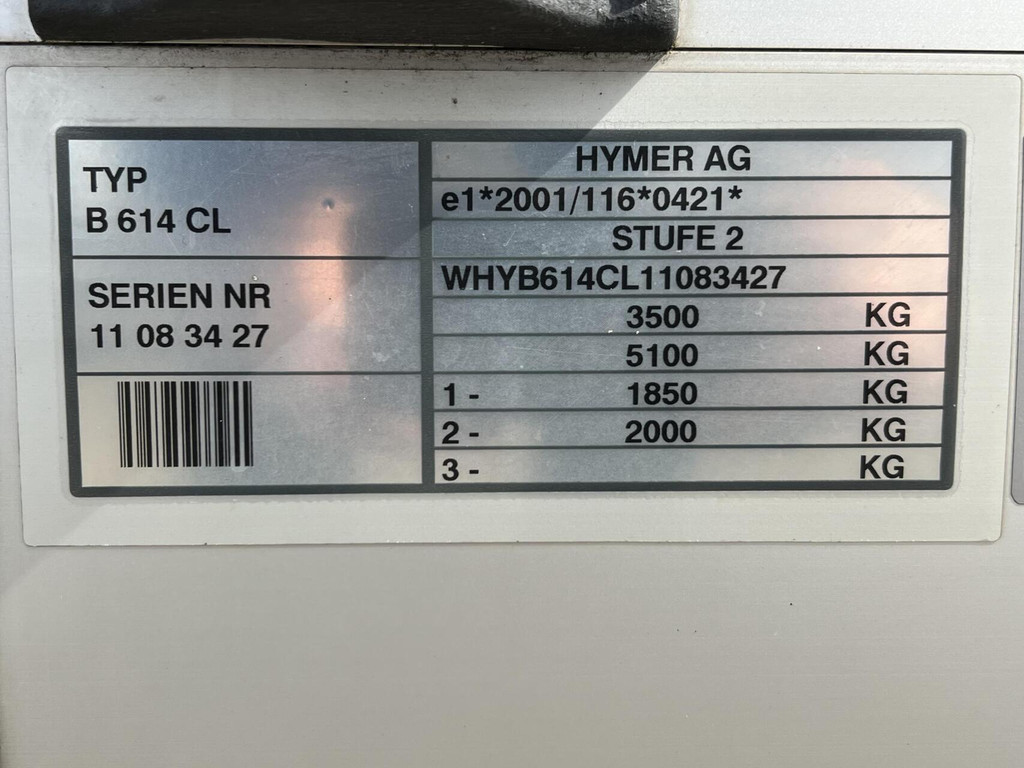 TYP
B 614 CL
SERIEN NR
11 08 34 27
HYMER AG
e1*2001/116*0421*
STUFE 2
WHYB614CL11083427
3500 KG
5100 KG
1 - 1850 KG
2 - 2000 KG
3 - KG